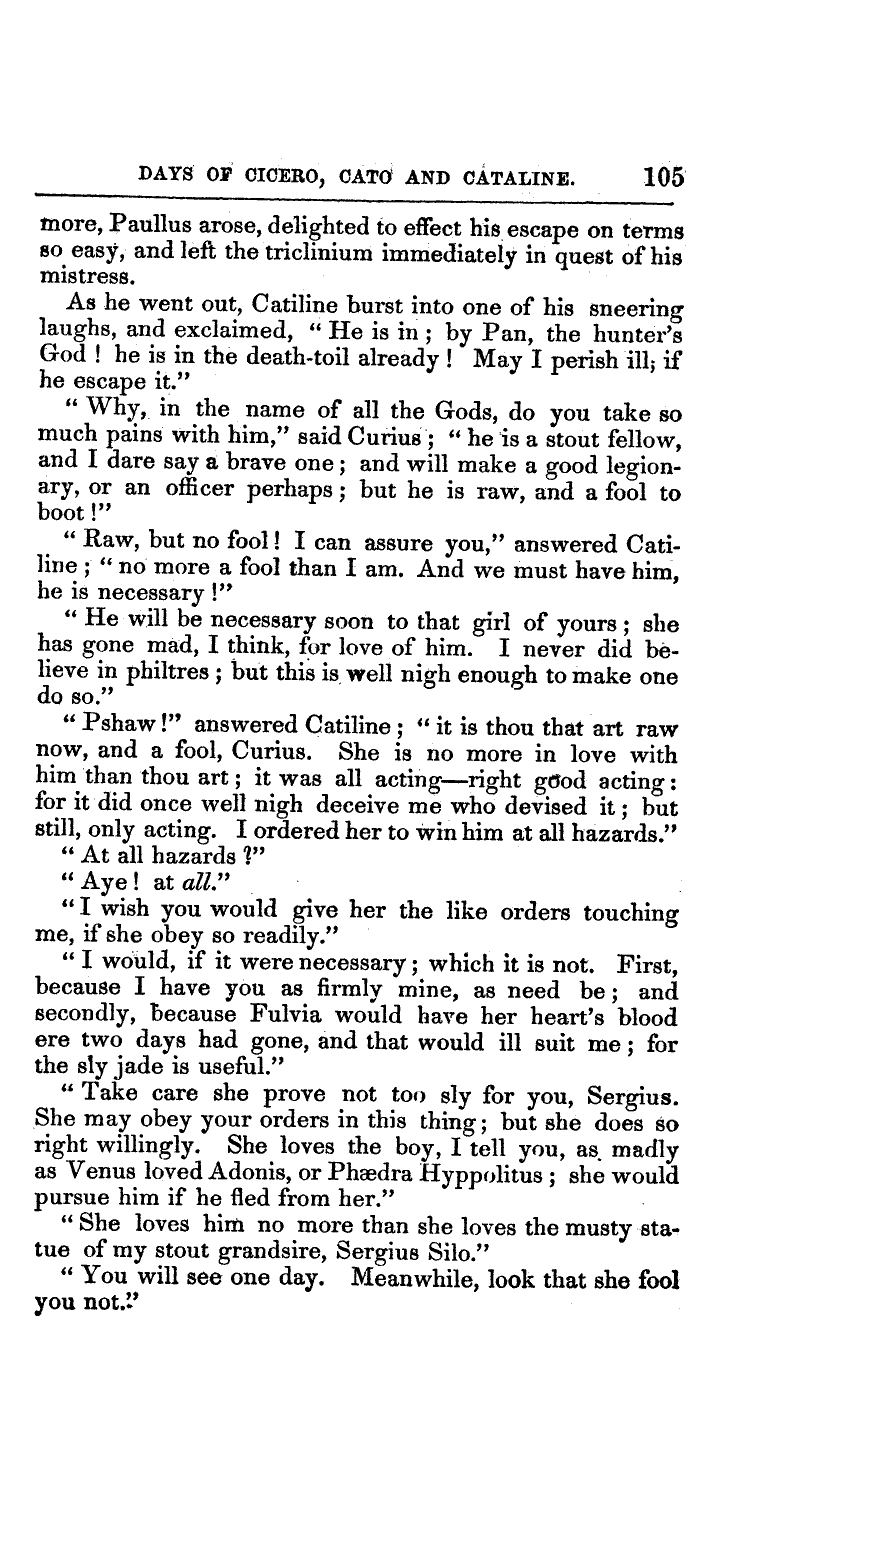 DAYS OF CICERO, CATO AND CATALINE. 105
more, Paullus arose, delighted to effect his escape on terms
so easy, and left the triclinium immediately in quest of his
mistress.
As he went out, Catiline burst into one of his sneering
laughs, and exclaimed, “ He is in ; by Pan, the hunter’s
God ! he is in the death-toil already ! May I perish ill; if
he escape it.”
“ Why, in the name of all the Gods, do you take so
much pains with him,” said Curius ; “ he is a stout fellow,
and I dare say a brave one ; and will make a good legion-
ary, or an officer perhaps ; but he is raw, and a fool to
boot !”
“ Raw, but no fool ! I can assure you,” answered Cati-
line ; “ no more a fool than I am. And we must have him,
he is necessary !”
“ He will be necessary soon to that girl of yours ; she
has gone mad, I think, for love of him. I never did be-
lieve in philtres ; but this is well nigh enough to make one
do so.”
“ Pshaw !” answered Catiline ; “ it is thou that art raw
now, and a fool, Curius. She is no more in love with
him than thou art ; it was all acting—right good acting :
for it did once well nigh deceive me who devised it ; but
still, only acting. I ordered her to win him at all hazards.”
“ At all hazards ?”
“ Aye ! at all.”
“ I wish you would give her the like orders touching
me, if she obey so readily.”
“ I would, if it were necessary ; which it is not. First,
because I have you as firmly mine, as need be ; and
secondly, because Fulvia would have her heart’s blood
ere two days had gone, and that would ill suit me ; for
the sly jade is useful.”
“ Take care she prove not too sly for you, Sergius.
She may obey your orders in this thing ; but she does so
right willingly. She loves the boy, I tell you, as madly
as Venus loved Adonis, or Phædra Hyppolitus ; she would
pursue him if he fled from her.”
“ She loves him no more than she loves the musty sta-
tue of my stout grandsire, Sergius Silo.”
“ You will see one day. Meanwhile, look that she fool
you not.”